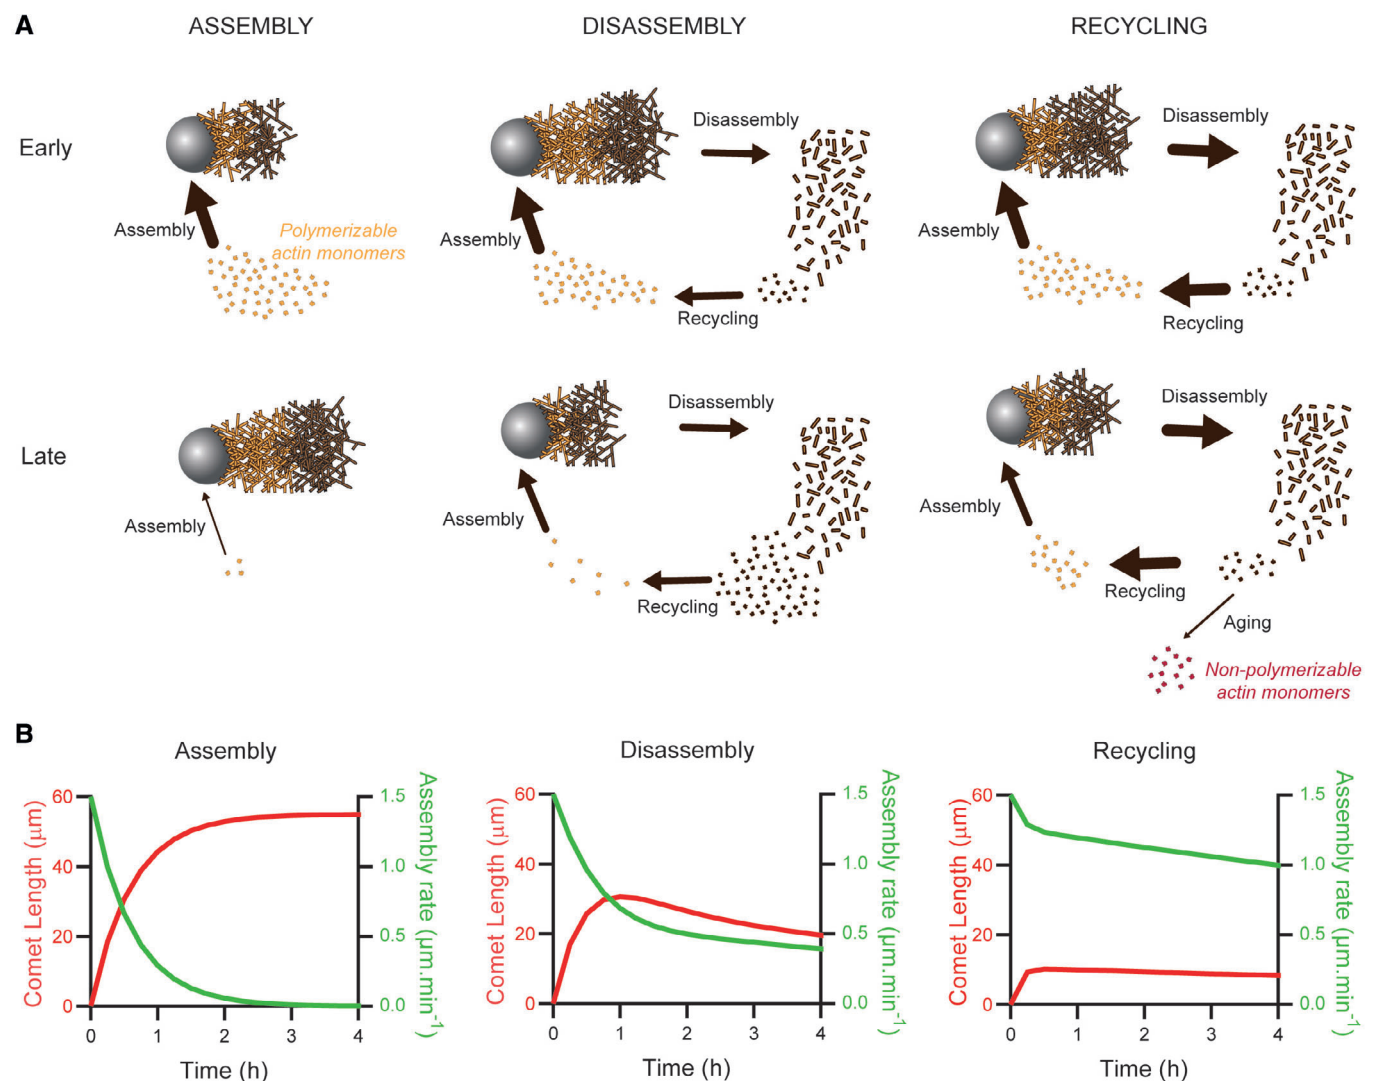 A
ASSEMBLY
DISASSEMBLY
RECYCLING
Early
Assembly
Polymerizable
actin monomers
Disassembly
Assembly
Recycling
Disassembly
Assembly
Recycling
Late
Assembly
Disassembly
Assembly
Recycling
Disassembly
Assembly
Recycling
Aging
Non-polymerizable
actin monomers
B
Assembly
Comet Length (μm)
60
40
20
0
Assembly rate (μm.min-1)
1.5
1.0
0.5
0.0
0 1 2 3 4
Time (h)
Disassembly
Comet Length (μm)
60
40
20
0
Assembly rate (μm.min-1)
1.5
1.0
0.5
0.0
0 1 2 3 4
Time (h)
Recycling
Comet Length (μm)
60
40
20
0
Assembly rate (μm.min-1)
1.5
1.0
0.5
0.0
0 1 2 3 4
Time (h)